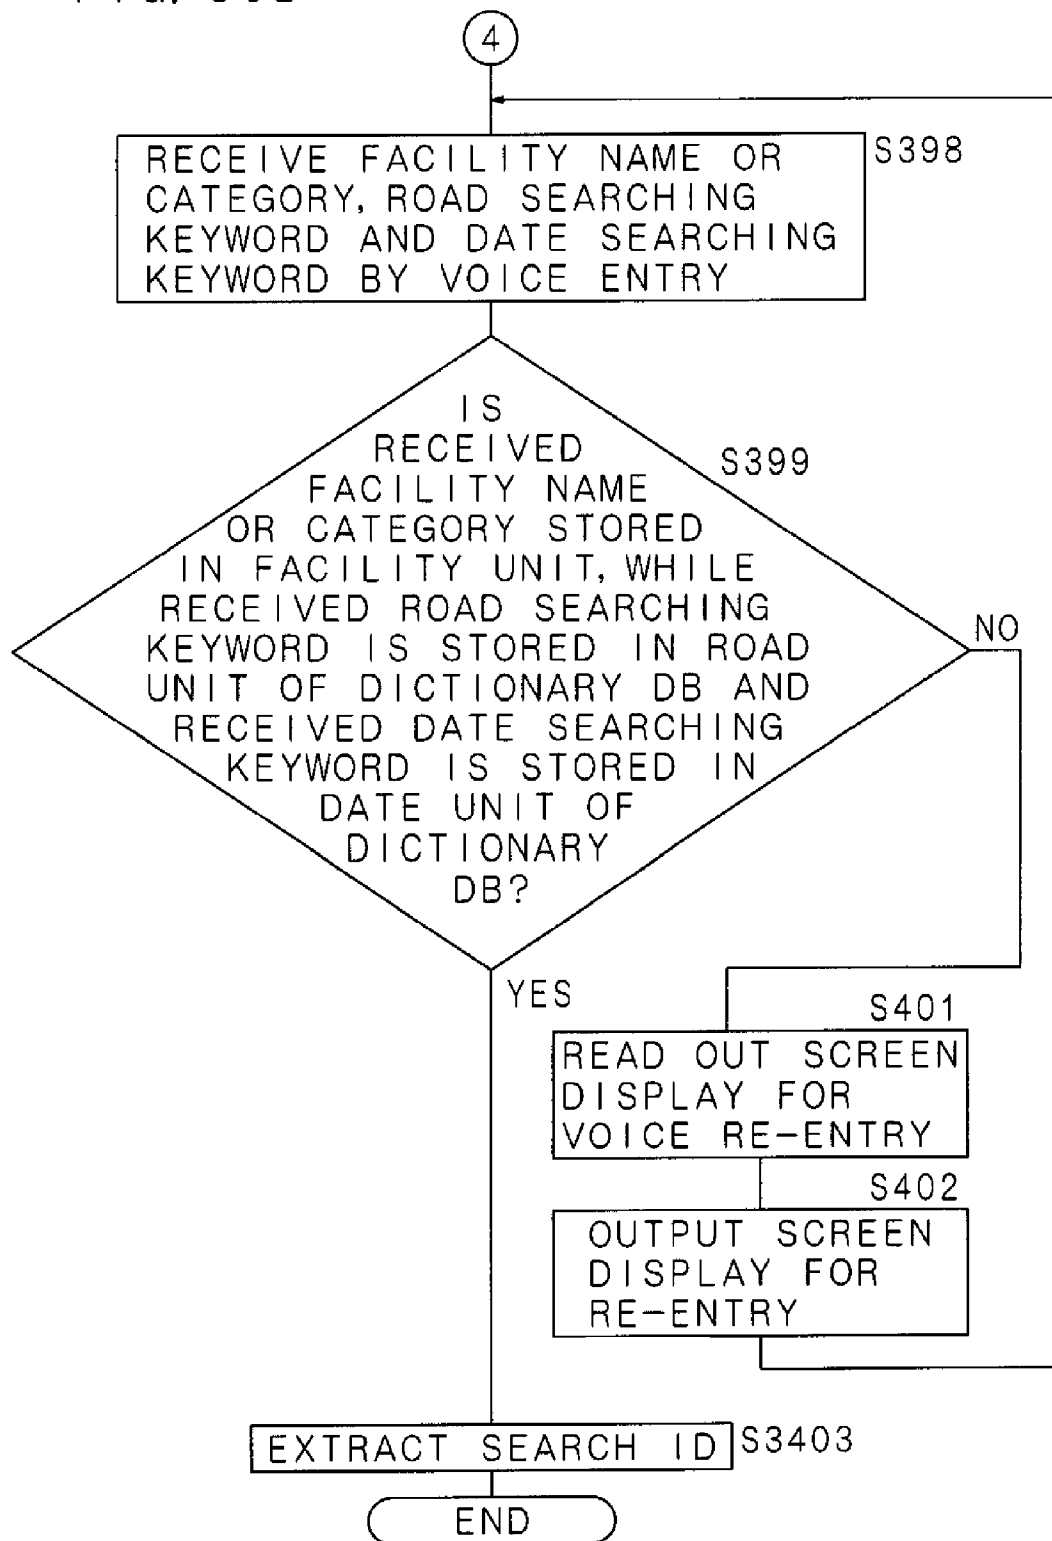 4
RECEIVE FACILITY NAME OR
CATEGORY, ROAD SEARCHING
KEYWORD AND DATE SEARCHING
KEYWORD BY VOICE ENTRY
S398
IS
RECEIVED
FACILITY NAME
OR CATEGORY STORED
IN FACILITY UNIT, WHILE
RECEIVED ROAD SEARCHING
KEYWORD IS STORED IN ROAD
UNIT OF DICTIONARY DB AND
RECEIVED DATE SEARCHING
KEYWORD IS STORED IN
DATE UNIT OF
DICTIONARY
DB?
S399
NO
YES
S401
READ OUT SCREEN
DISPLAY FOR
VOICE RE-ENTRY
S402
OUTPUT SCREEN
DISPLAY FOR
RE-ENTRY
EXTRACT SEARCH ID
S3403
END